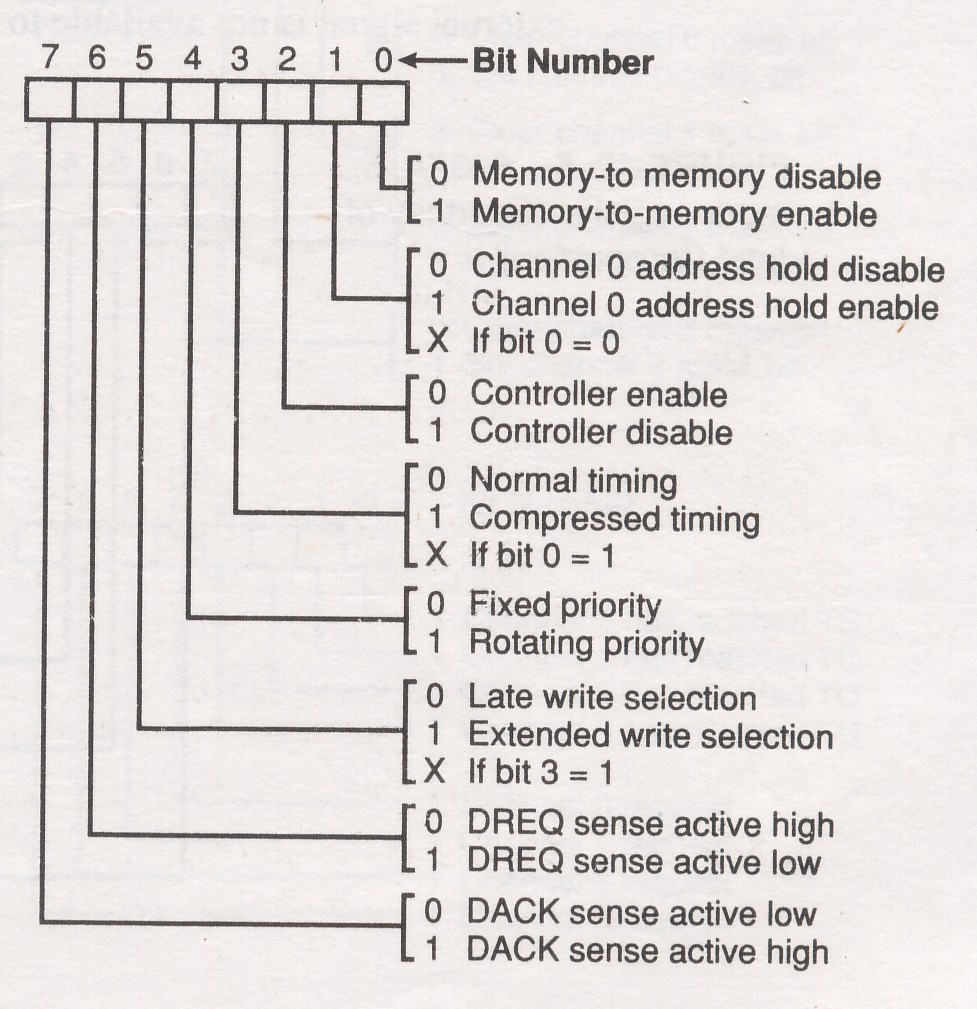 7 6 5 4 3 2 1 0 Bit Number
0 Memory-to memory disable
1 Memory-to-memory enable
0 Channel 0 address hold disable
1 Channel 0 address hold enable
X If bit 0 = 0
0 Controller enable
1 Controller disable
0 Normal timing
1 Compressed timing
X If bit 0 = 1
0 Fixed priority
1 Rotating priority
0 Late write selection
1 Extended write selection
X If bit 3 = 1
0 DREQ sense active high
1 DREQ sense active low
0 DACK sense active low
1 DACK sense active high